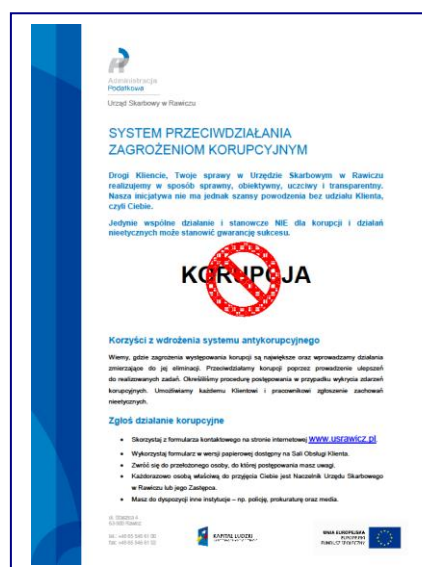 Administracja
Podatkowa
Urząd Skarbowy w Rawiczu
SYSTEM PRZECIWDZIAŁANIA
ZAGROŻENIOM KORUPCYJNYM
Drogi Kliencie, Twoje sprawy w Urzędzie Skarbowym w Rawiczu
realizujemy w sposób sprawny, obiektywny, uczciwy i transparentny.
Nasza inicjatywa nie ma jednak szansy powodzenia bez udziału Klienta,
czyli Ciebie.
Jedynie wspólne działanie i stanowcze NIE dla korupcji i działań
nieetycznych może stanowić gwarancję sukcesu.
KORUPCJA
Korzyści z wdrożenia systemu antykorupcyjnego
Wiemy, gdzie zagrożenia występowania korupcji są największe oraz wprowadzamy działania
zmierzające do jej eliminacji. Przeciwdziałamy korupcji poprzez prowadzenie ulepszeń
do realizowanych zadań. Określiliśmy procedurę postępowania w przypadku wykrycia zdarzeń
korupcyjnych. Umożliwiamy każdemu Klientowi i pracownikowi zgłoszenie zachowań
nieetycznych.
Zgłoś działanie korupcyjne
• Skorzystaj z formularza kontaktowego na stronie internetowej www.usrawicz.pl.
• Wykorzystaj formularz w wersji papierowej dostępny na Sali Obsługi Klienta.
• Zwróć się do przełożonego osoby, do której postępowania masz uwagi.
• Każdorazowo osobą właściwą do przyjęcia Ciebie jest Naczelnik Urzędu Skarbowego
w Rawiczu lub jego Zastępca.
• Masz do dyspozycji inne instytucje – np. policję, prokuraturę oraz media.
KAPITAŁ LUDZKI
UNIA EUROPEJSKA
EUROPEJSKI
FUNDUSZ SPOŁECZNY